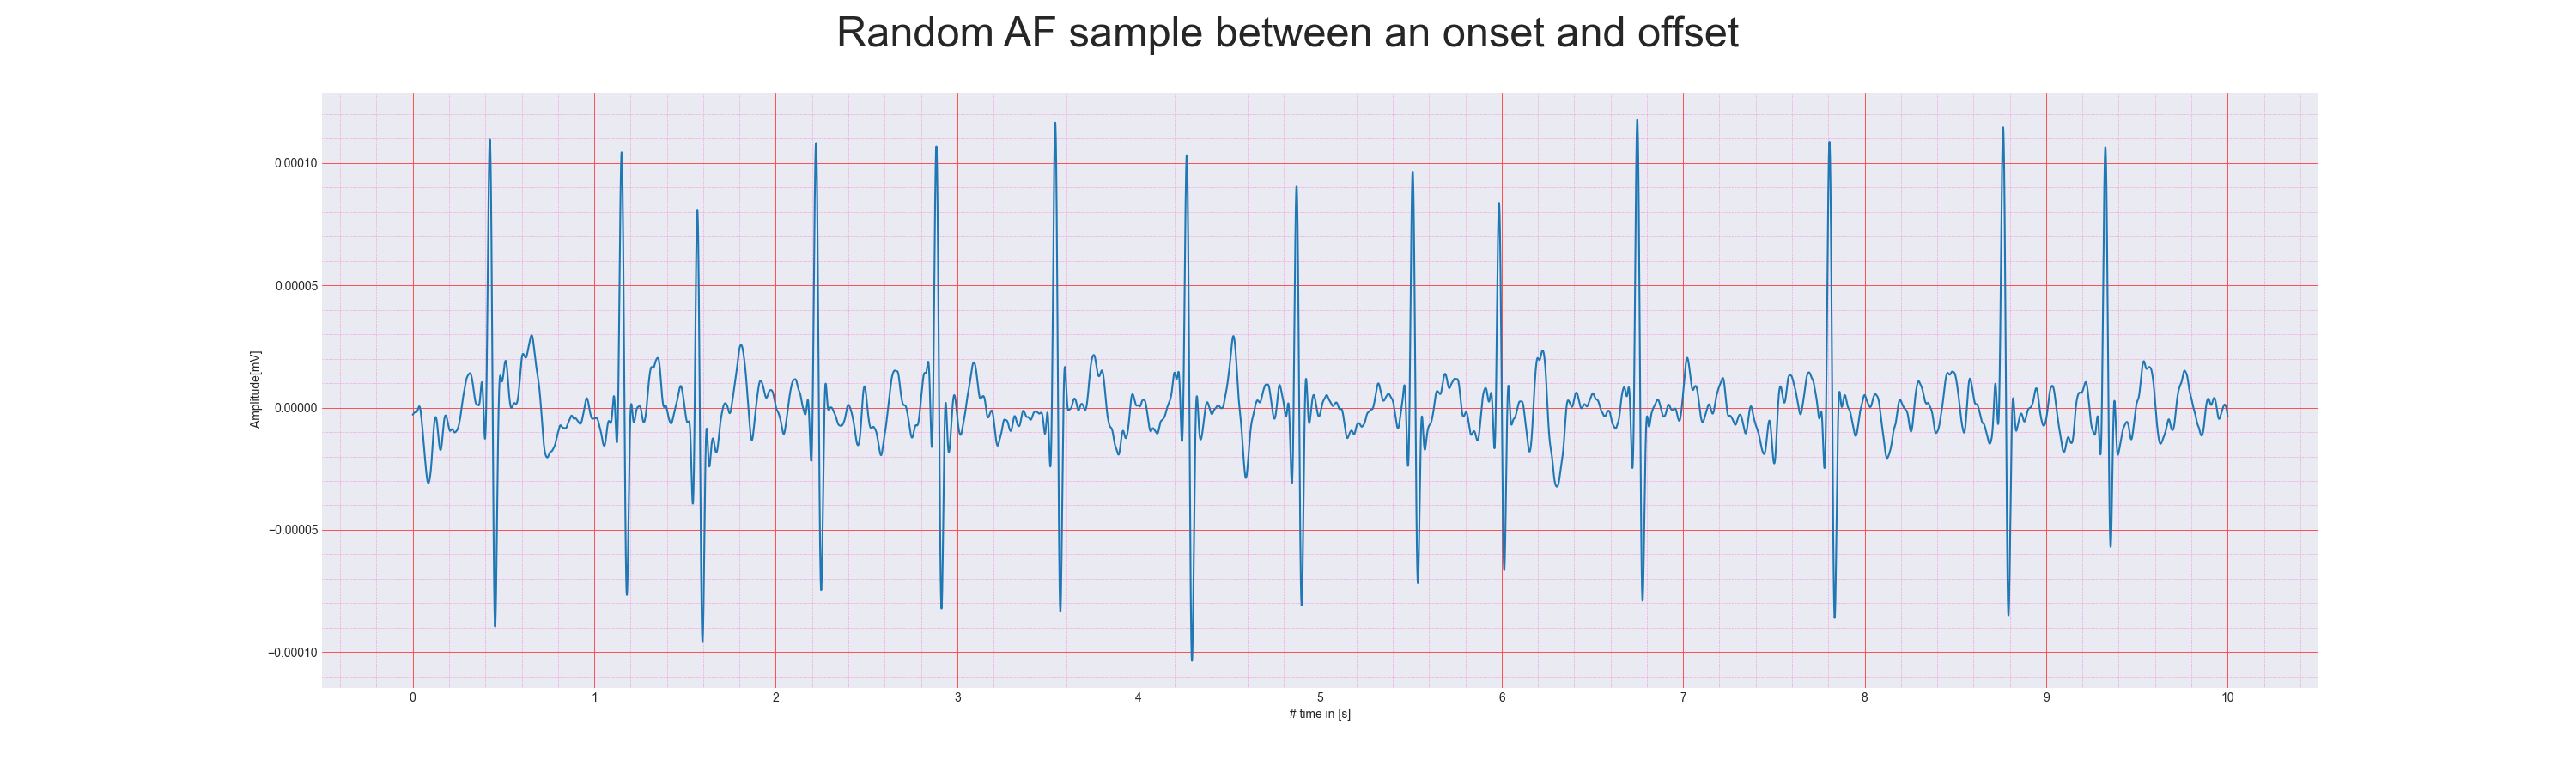 Random AF sample between an onset and offset
Amplitude[mV]
0.00010
0.00005
0.00000
−0.00005
−0.00010
0 1 2 3 4 5 6 7 8 9 10
# time in [s]